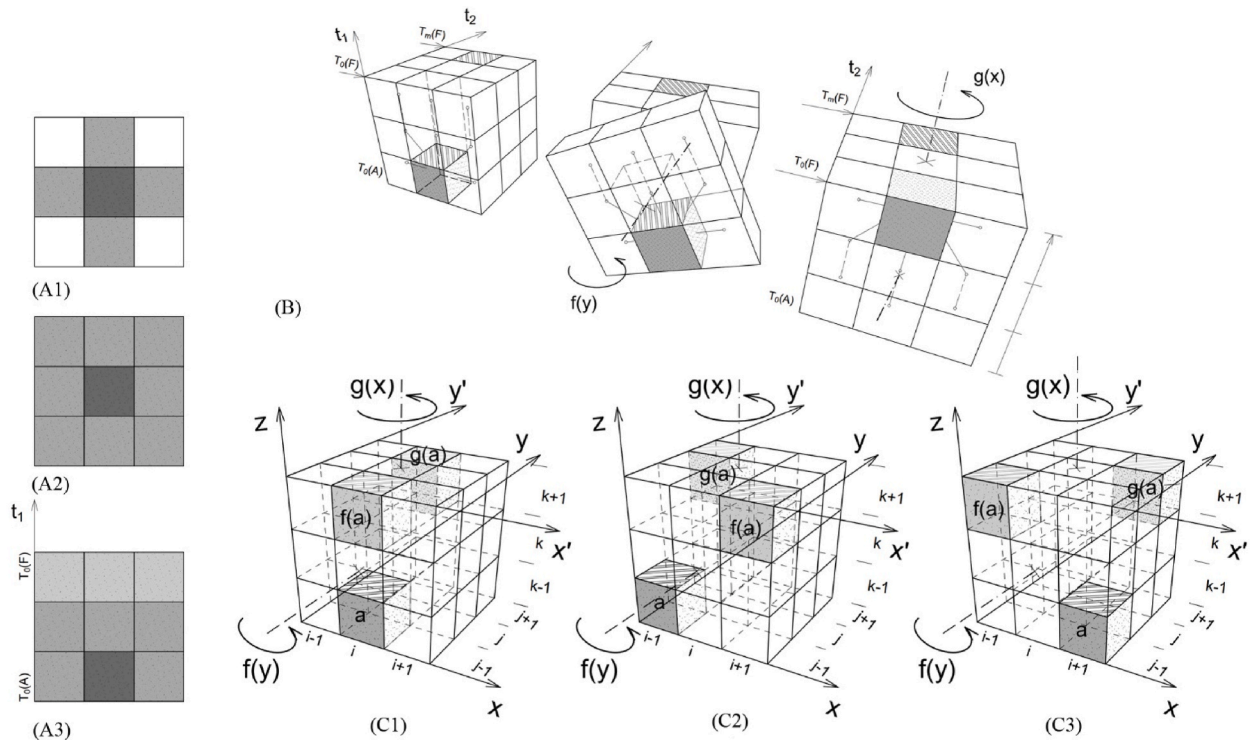 (A1)
(A2)
t₁
T₀(F)
T₀(A)
(A3)
t₁
t₂
Tₘ(F)
T₀(F)
T₀(A)
(B)
f(y)
t₂
g(x)
Tₘ(F)
T₀(F)
T₀(A)
g(x)
y'
z
y
g(a)
f(a)
k+1
k
x'
k-1
a
j+1
j
j-1
i-1
i
i+1
f(y)
x
(C1)
g(x)
y'
z
y
g(a)
f(a)
k+1
k
x'
k-1
a
j+1
j
j-1
i-1
i
i+1
f(y)
x
(C2)
g(x)
y'
z
y
g(a)
f(a)
k+1
k
x'
k-1
a
j+1
j
j-1
i-1
i
i+1
f(y)
x
(C3)